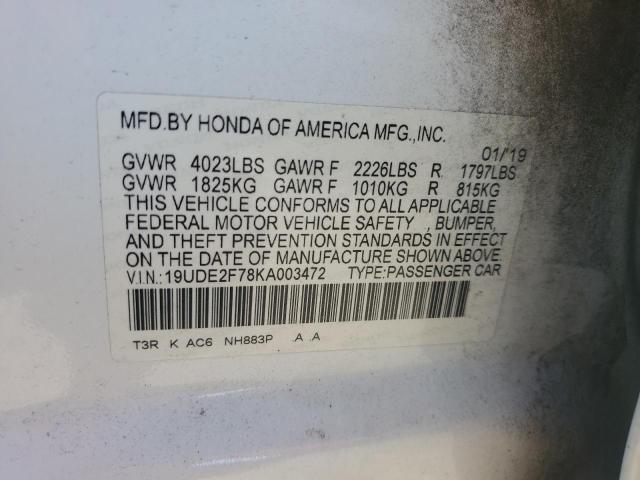 MFD.BY HONDA OF AMERICA MFG.,INC.
01/'19
GVWR 4023LBS GAWR F 2226LBS R 1797LBS
GVWR 1825KG GAWR F 1010KG R 815KG
THIS VEHICLE CONFORMS TO ALL APPLICABLE
FEDERAL MOTOR VEHICLE SAFETY , BUMPER,
AND THEFT PREVENTION STANDARDS IN EFFECT
ON THE DATE OF MANUFACTURE SHOWN ABOVE.
V.I.N.:19UDE2F78KA003472 TYPE:PASSENGER CAR
T3R K AC6 NH883P .A .A